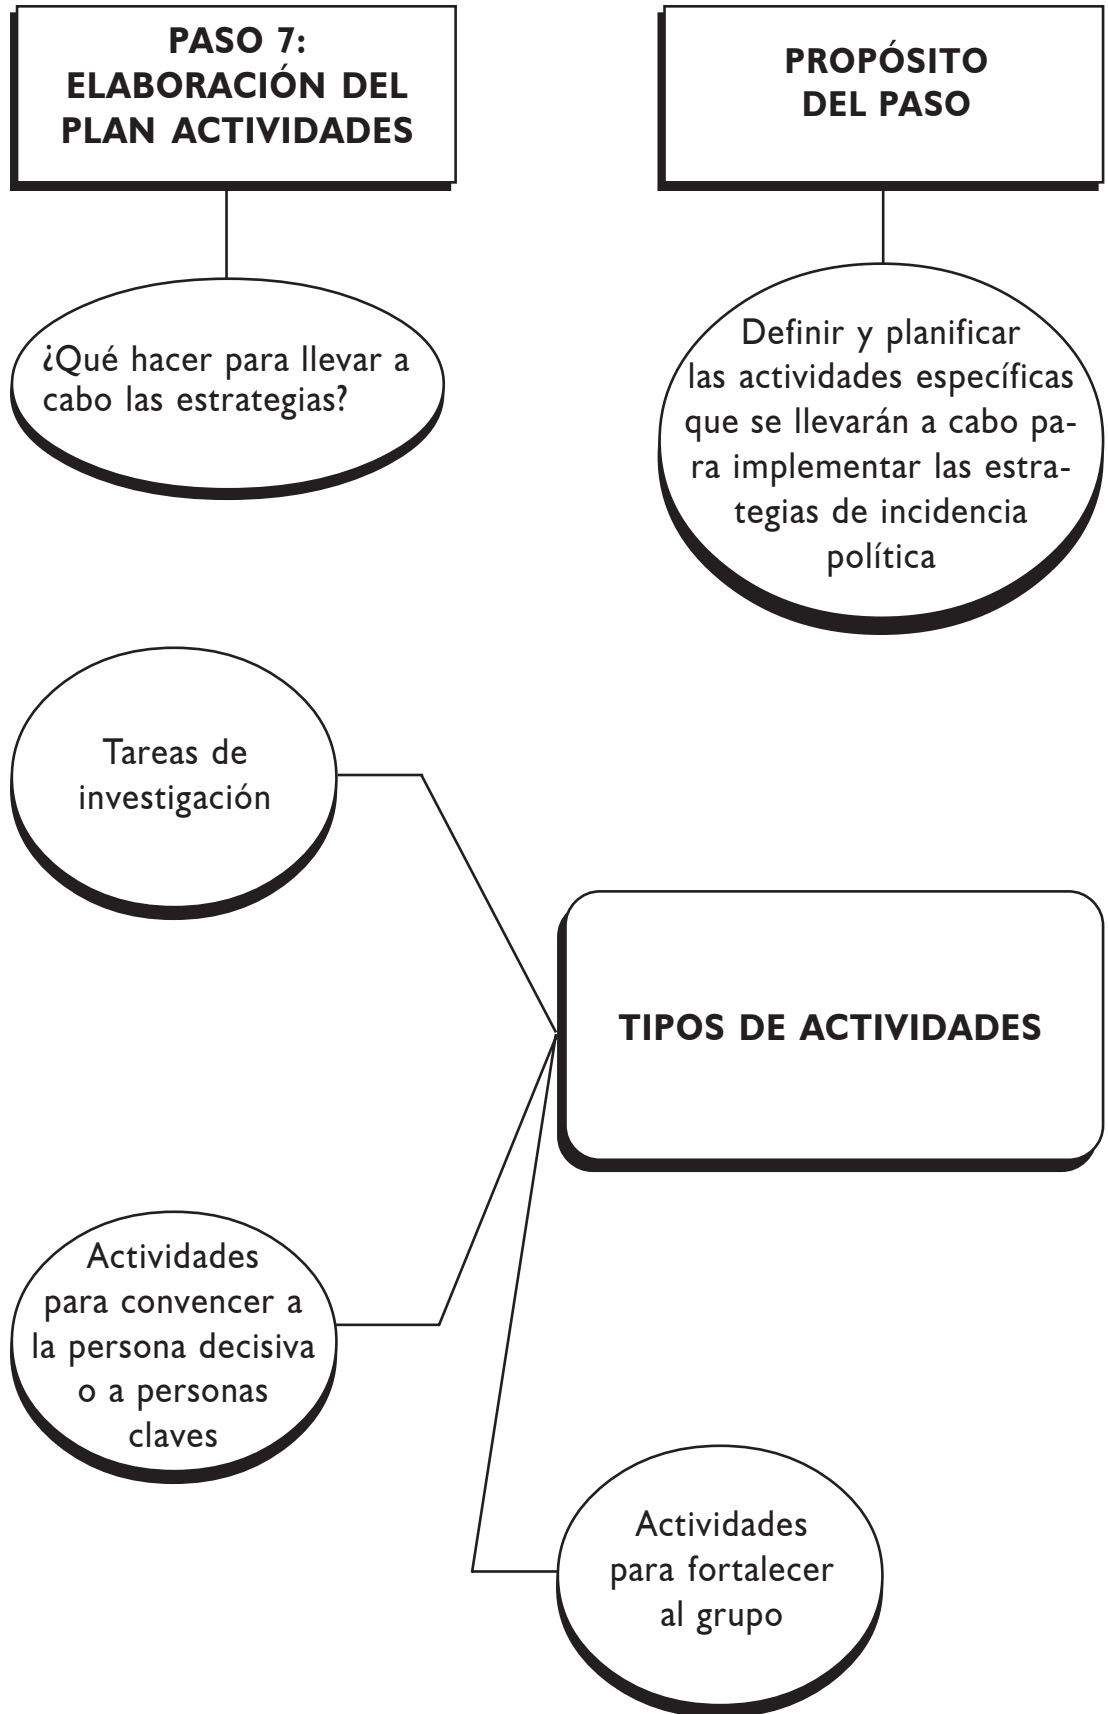 PASO 7:
ELABORACIÓN DEL
PLAN ACTIVIDADES
¿Qué hacer para llevar a
cabo las estrategias?
PROPÓSITO
DEL PASO
Definir y planificar
las actividades específicas
que se llevarán a cabo pa-
ra implementar las estra-
tegias de incidencia
política
Tareas de
investigación
TIPOS DE ACTIVIDADES
Actividades
para convencer a
la persona decisiva
o a personas
claves
Actividades
para fortalecer
al grupo